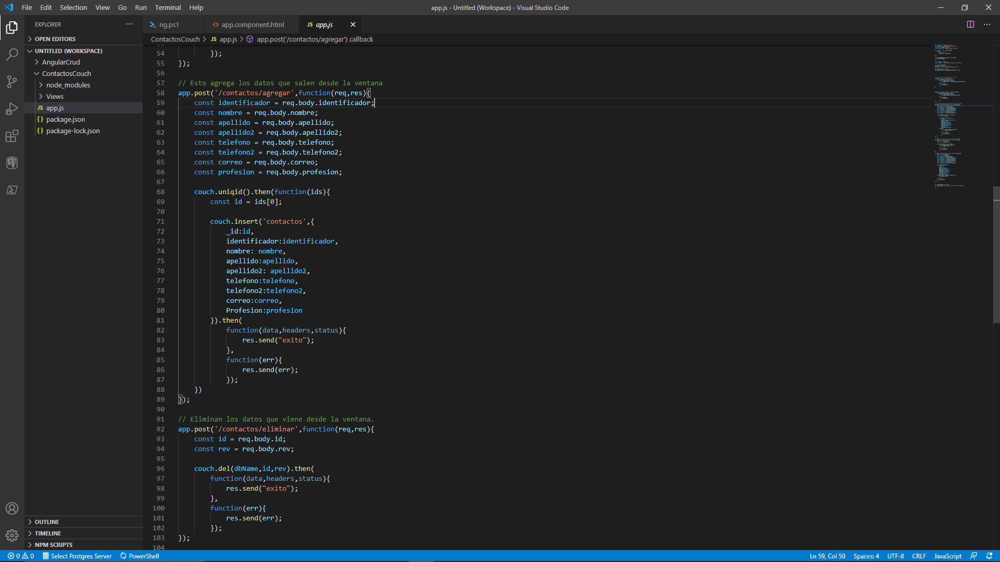 File Edit Selection View Go Run Terminal Help
app.js - Untitled (Workspace) - Visual Studio Code
EXPLORER
OPEN EDITORS
UNTITLED (WORKSPACE)
AngularCrud
ContactosCouch
node_modules
Views
JS app.js
{} package.json
{} package-lock.json
OUTLINE
TIMELINE
NPM SCRIPTS
ng.ps1
<> app.component.html
JS app.js
ContactosCouch > JS app.js > app.post('/contactos/agregar') callback
54 });
55 });
56
57 // Esto agrega los datos que salen desde la ventana
58 app.post('/contactos/agregar',function(req,res){
59 const identificador = req.body.identificador;
60 const nombre = req.body.nombre;
61 const apellido = req.body.apellido;
62 const apellido2 = req.body.apellido2;
63 const telefono = req.body.telefono;
64 const telefono2 = req.body.telefono2;
65 const correo = req.body.correo;
66 const profesion = req.body.profesion;
67
68 couch.uniqid().then(function(ids){
69 const id = ids[0];
70
71 couch.insert('contactos',{
72 _id:id,
73 identificador:identificador,
74 nombre: nombre,
75 apellido:apellido,
76 apellido2: apellido2,
77 telefono:telefono,
78 telefono2:telefono2,
79 correo:correo,
80 Profesion:profesion
81 }).then(
82 function(data,headers,status){
83 res.send("exito");
84 },
85 function(err){
86 res.send(err);
87 });
88 })
89 });
90
91 // Eliminan los datos que viene desde la ventana.
92 app.post('/contactos/eliminar',function(req,res){
93 const id = req.body.id;
94 const rev = req.body.rev;
95
96 couch.del(dbName,id,rev).then(
97 function(data,headers,status){
98 res.send("exito");
99 },
100 function(err){
101 res.send(err);
102 });
103 });
104
0 0 Select Postgres Server PowerShell
Ln 59, Col 50 Spaces: 4 UTF-8 CRLF JavaScript